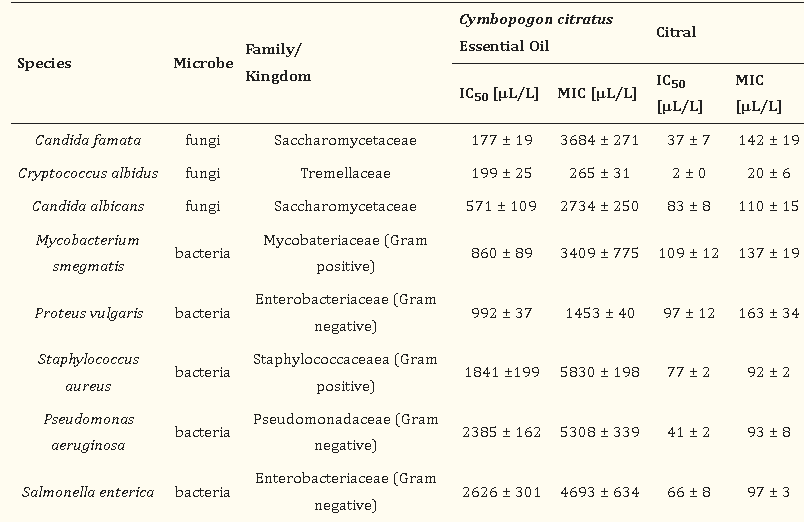 Species Microbe Family/ Kingdom Cymbopogon citratus Essential Oil Citral
IC50 [μL/L] MIC [μL/L] IC50 [μL/L] MIC [μL/L]
Candida famata fungi Saccharomycetaceae 177 ± 19 3684 ± 271 37 ± 7 142 ± 19
Cryptococcus albidus fungi Tremellaceae 199 ± 25 265 ± 31 2 ± 0 20 ± 6
Candida albicans fungi Saccharomycetaceae 571 ± 109 2734 ± 250 83 ± 8 110 ± 15
Mycobacterium smegmatis bacteria Mycobateriaceae (Gram positive) 860 ± 89 3409 ± 775 109 ± 12 137 ± 19
Proteus vulgaris bacteria Enterobacteriaceae (Gram negative) 992 ± 37 1453 ± 40 97 ± 12 163 ± 34
Staphylococcus aureus bacteria Staphylococcaceaea (Gram positive) 1841 ±199 5830 ± 198 77 ± 2 92 ± 2
Pseudomonas aeruginosa bacteria Pseudomonadaceae (Gram negative) 2385 ± 162 5308 ± 339 41 ± 2 93 ± 8
Salmonella enterica bacteria Enterobacteriaceae (Gram negative) 2626 ± 301 4693 ± 634 66 ± 8 97 ± 3